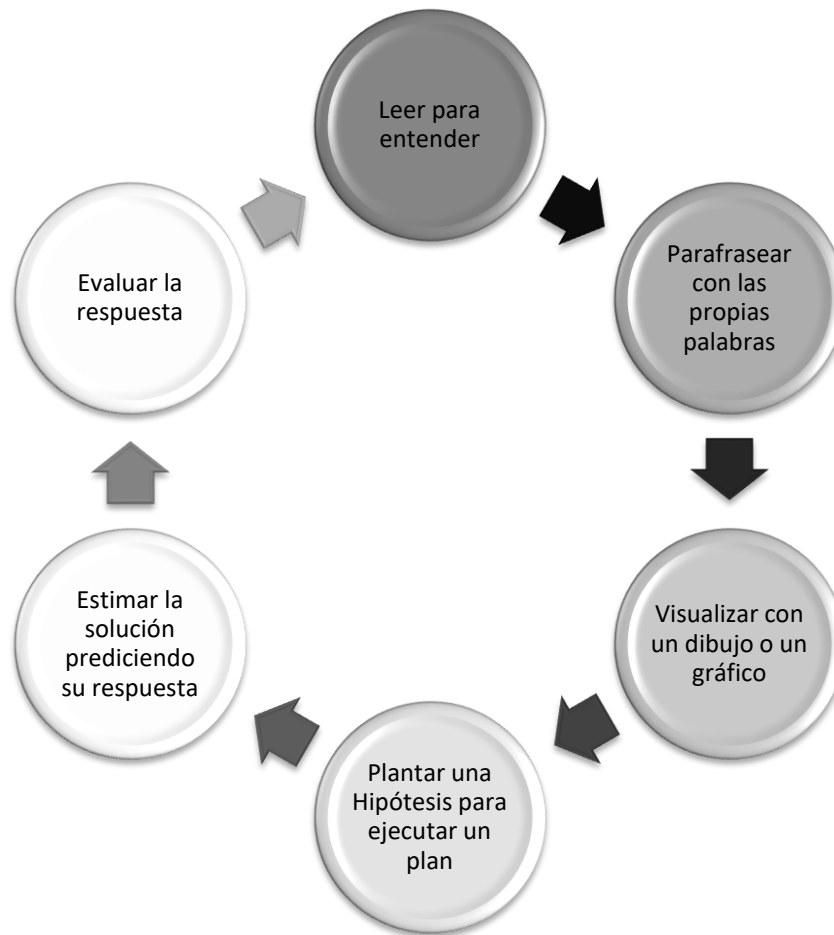 Leer para
entender
Parafrasear
con las
propias
palabras
Visualizar con
un dibujo o un
gráfico
Plantar una
Hipótesis para
ejecutar un
plan
Estimar la
solución
prediciendo
su respuesta
Evaluar la
respuesta